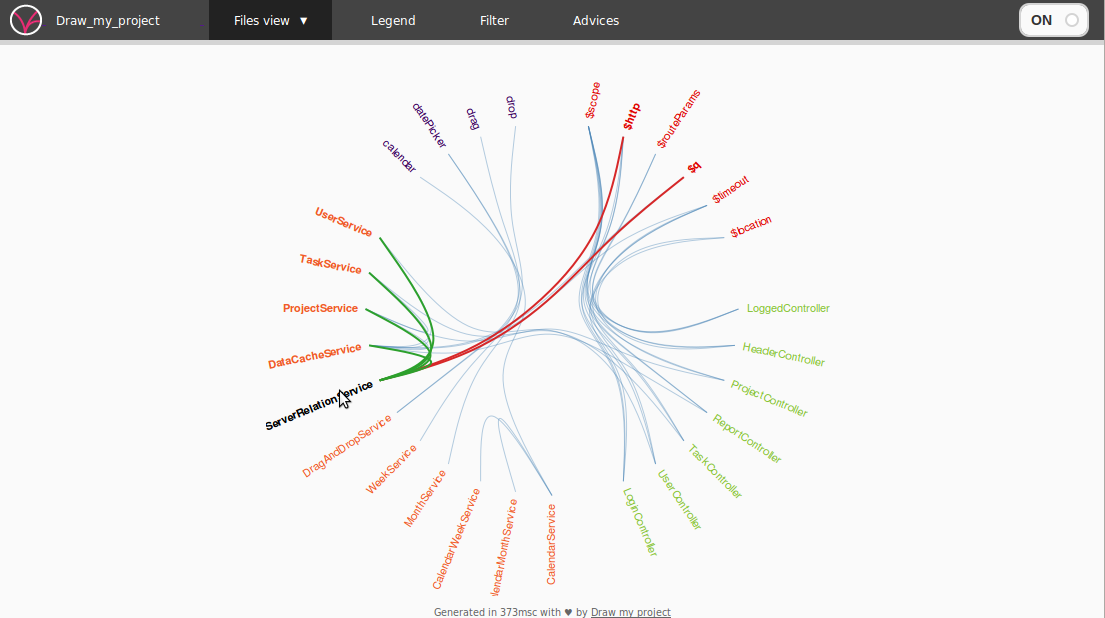 Draw_my_project
Files view ▼
Legend
Filter
Advices
ON
calendar
datePicker
drag
drop
$scope
$http
$routeParams
$q
$timeout
$location
UserService
TaskService
ProjectService
DataCacheService
ServerRelationService
DragAndDropService
WeekService
MonthService
CalendarWeekService
lendarMonthService
CalendarService
LoggedController
HeaderController
ProjectController
ReportController
TaskController
UserController
LoginController
Generated in 373msc with ♥ by Draw my project